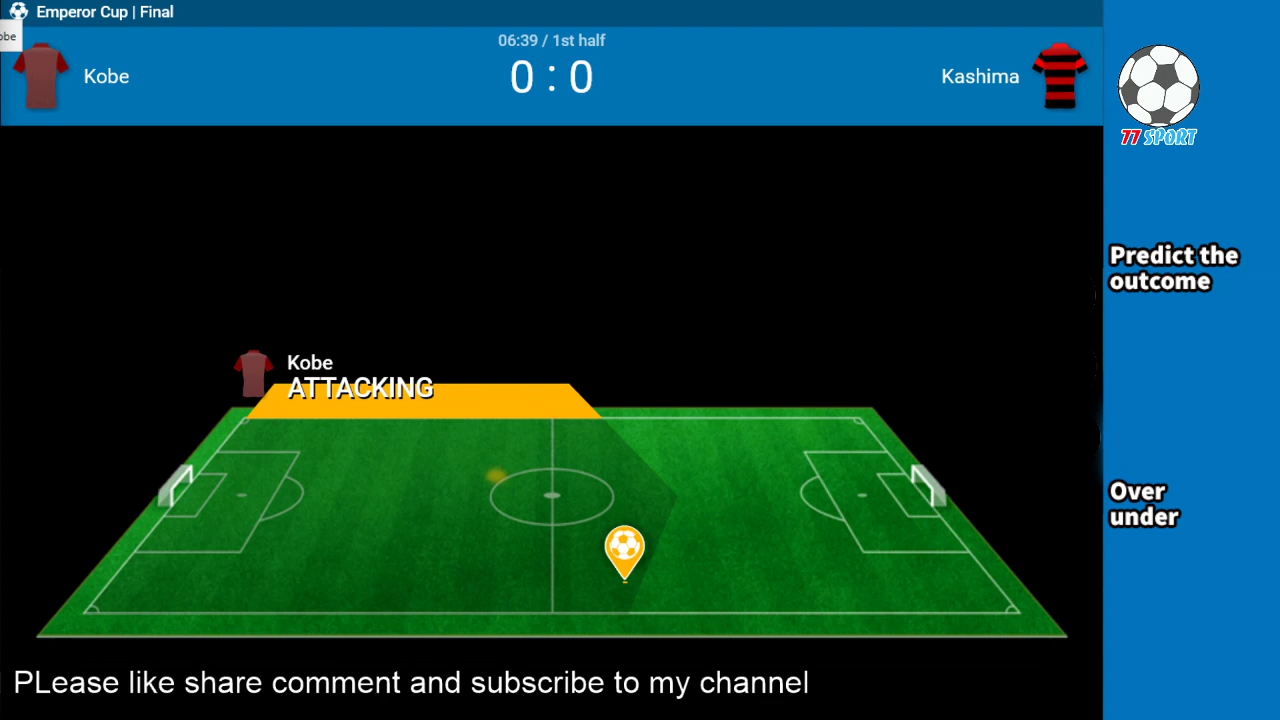 Emperor Cup | Final
obe
06:39 / 1st half
Kobe
0 : 0
Kashima
77 SPORT
Predict the
outcome
Kobe
ATTACKING
Over
under
PLease like share comment and subscribe to my channel